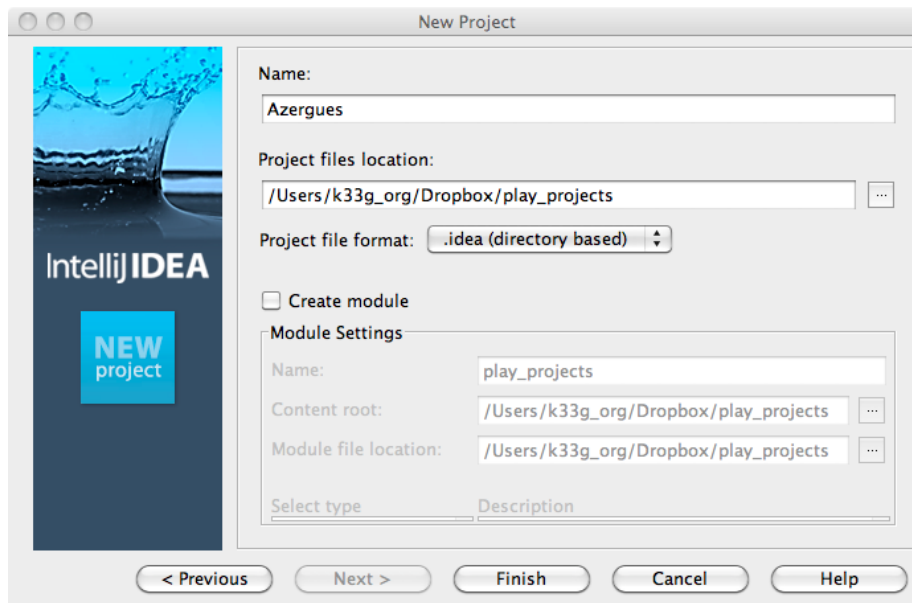 New Project
Name:
Azergues
Project files location:
/Users/k33g_org/Dropbox/play_projects
...
Project file format: .idea (directory based)
IntelliJ IDEA
NEW
project
Create module
Module Settings
Name: play_projects
Content root: /Users/k33g_org/Dropbox/play_projects ...
Module file location: /Users/k33g_org/Dropbox/play_projects ...
Select type Description
< Previous Next > Finish Cancel Help